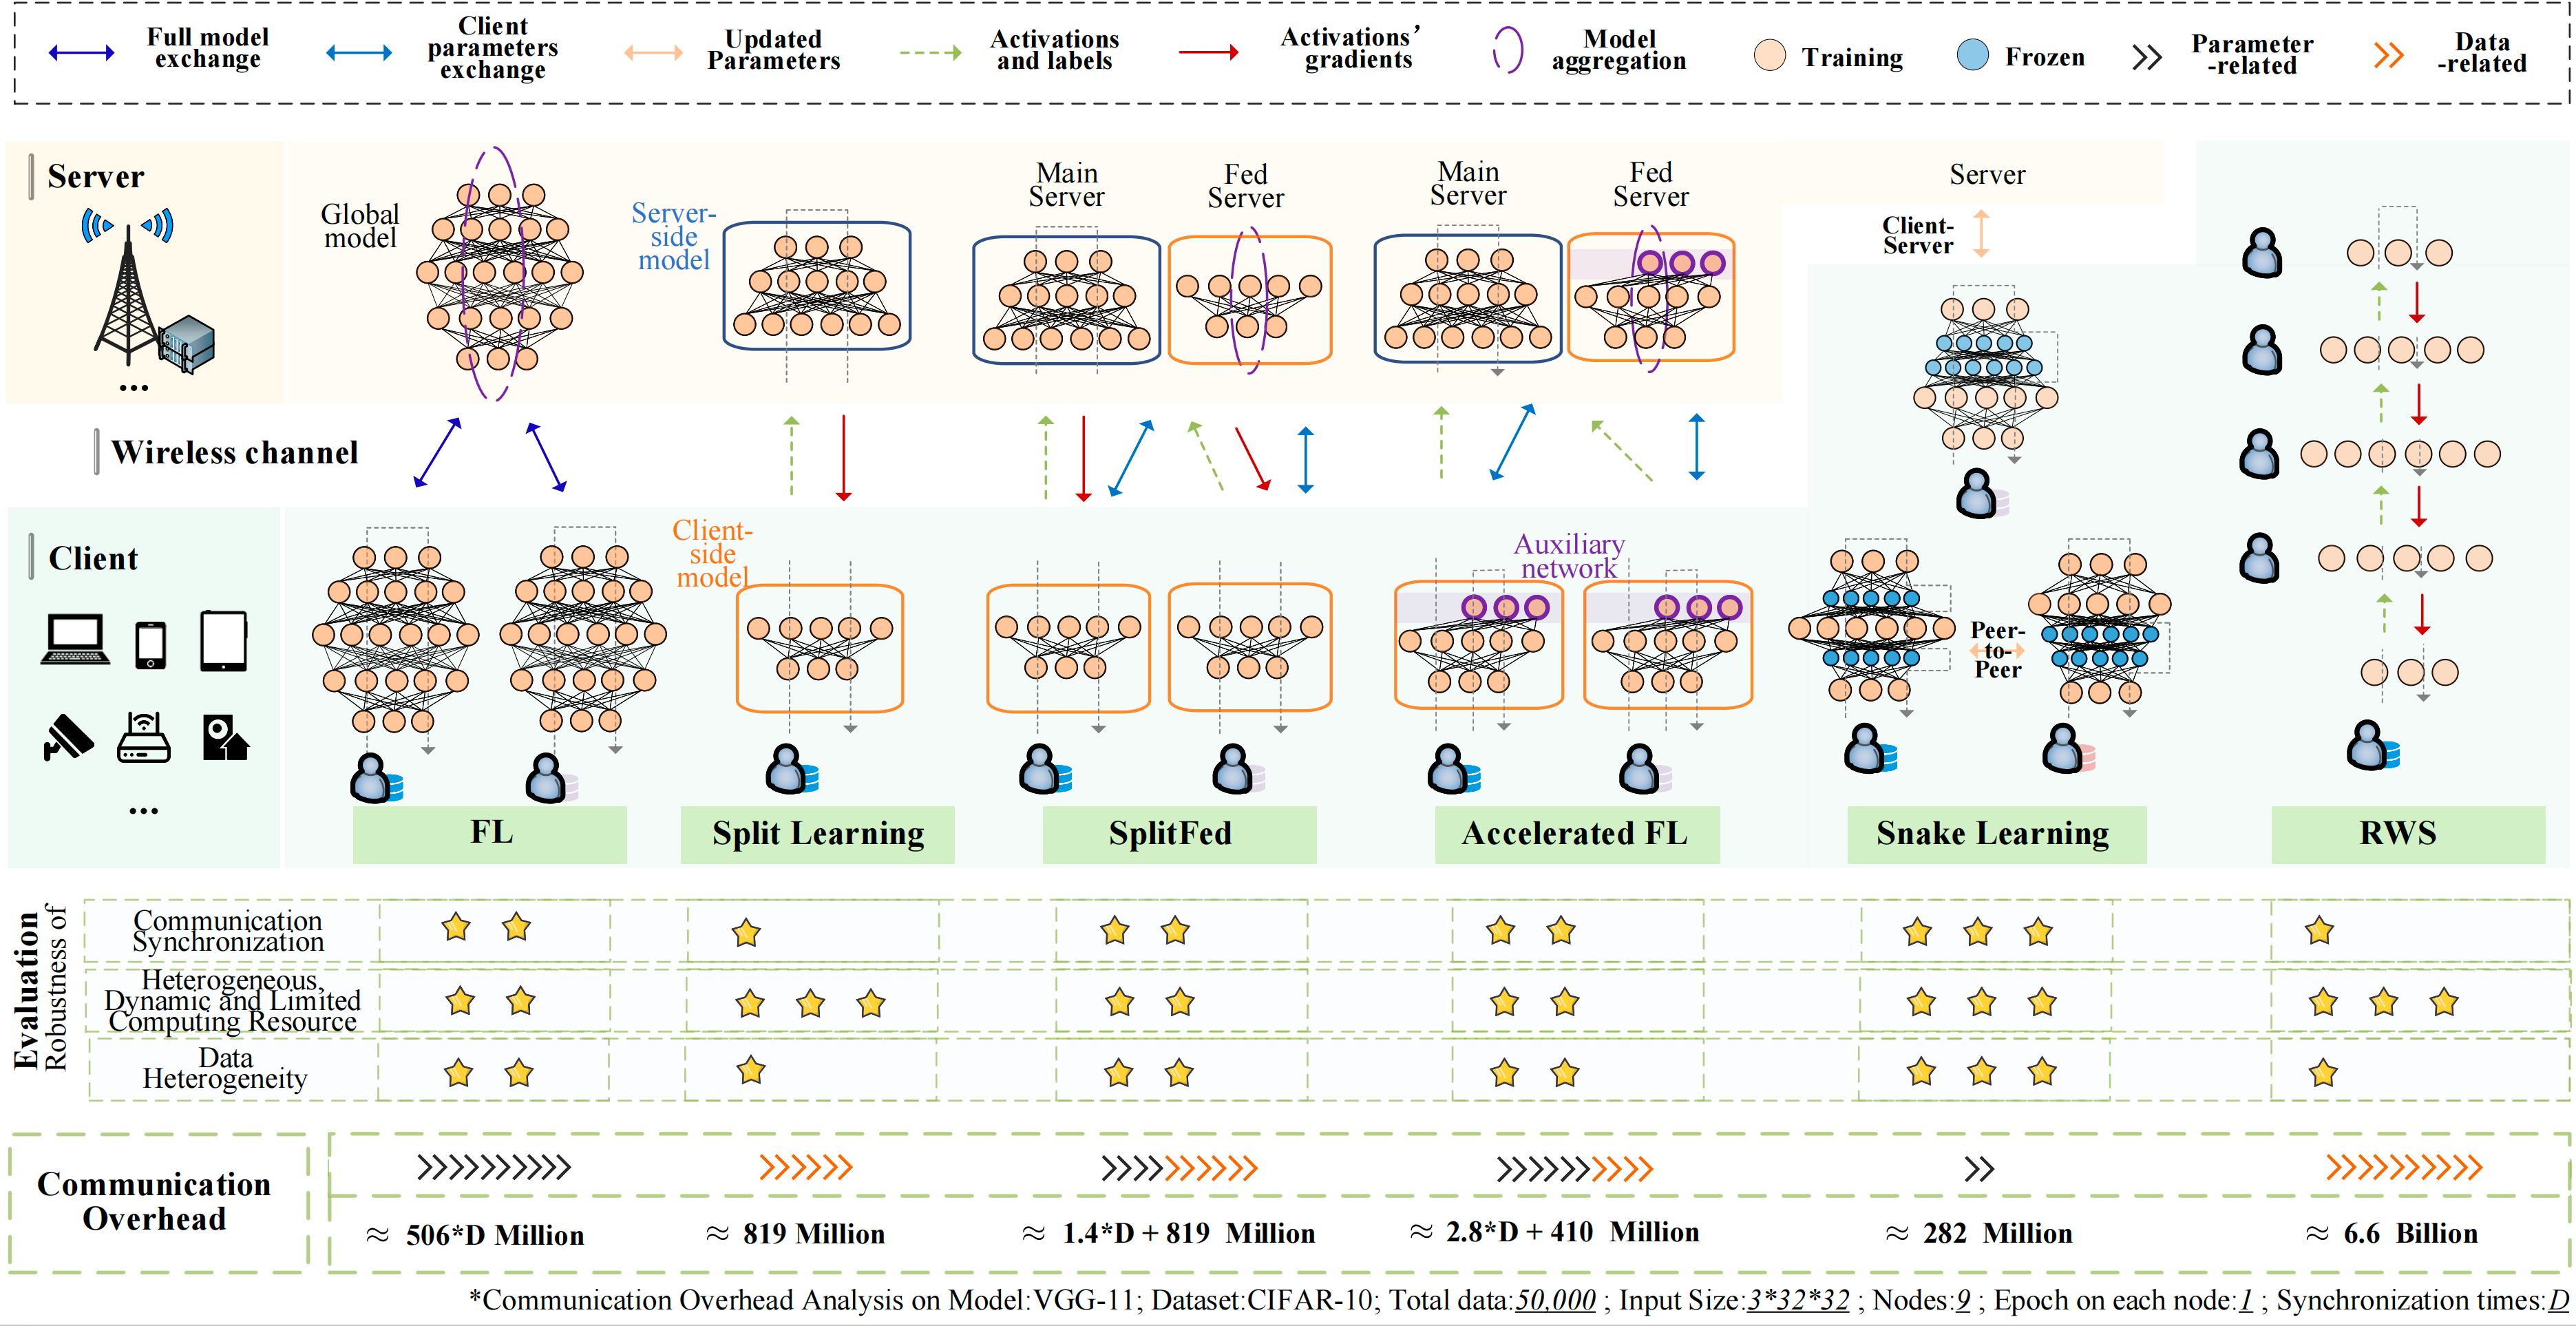 Full model
exchange
Client
parameters
exchange
Updated
Parameters
Activations
and labels
Activations’
gradients
Model
aggregation
Training
Frozen
Parameter
-related
Data
-related
Server
Global
model
Server-
side
model
Main
Server
Fed
Server
Main
Server
Fed
Server
Server
Client-
Server
...
Wireless channel
Client
Client-
side
model
Auxiliary
network
Peer-
to-
Peer
...
FL
Split Learning
SplitFed
Accelerated FL
Snake Learning
RWS
Evaluation
Robustness of
Communication
Synchronization
Heterogeneous,
Dynamic and Limited
Computing Resource
Data
Heterogeneity
Communication
Overhead
≈ 506*D Million
≈ 819 Million
≈ 1.4*D + 819 Million
≈ 2.8*D + 410 Million
≈ 282 Million
≈ 6.6 Billion
*Communication Overhead Analysis on Model:VGG-11; Dataset:CIFAR-10; Total data:50,000 ; Input Size:3*32*32 ; Nodes:9 ; Epoch on each node:1 ; Synchronization times:D